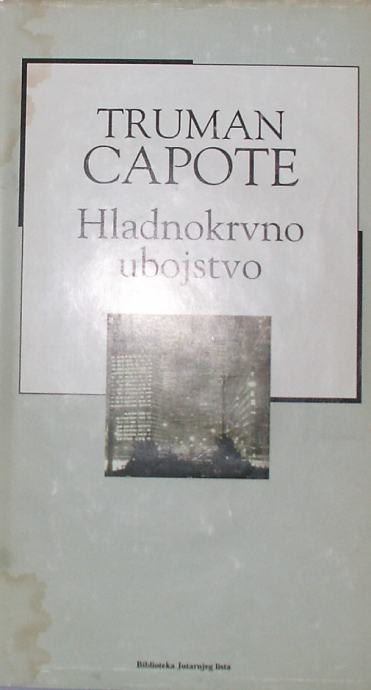 TRUMAN
CAPOTE
Hladnokrvno
ubojstvo
Biblioteka Jutarnjeg lista